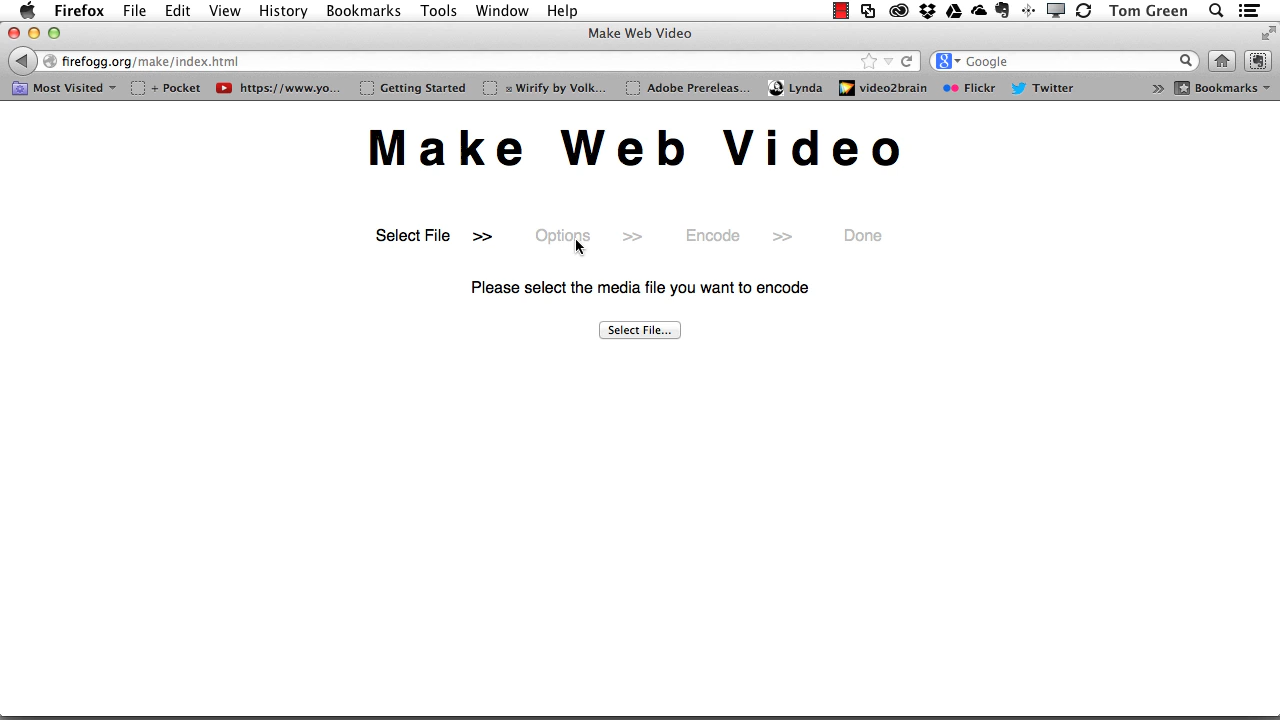 Firefox File Edit View History Bookmarks Tools Window Help Tom Green
Make Web Video
firefogg.org/make/index.html Google
Most Visited + Pocket https://www.yo... Getting Started Wirify by Volk... Adobe Prereleas... Lynda video2brain Flickr Twitter >> Bookmarks
Make Web Video
Select File >> Options >> Encode >> Done
Please select the media file you want to encode
Select File...